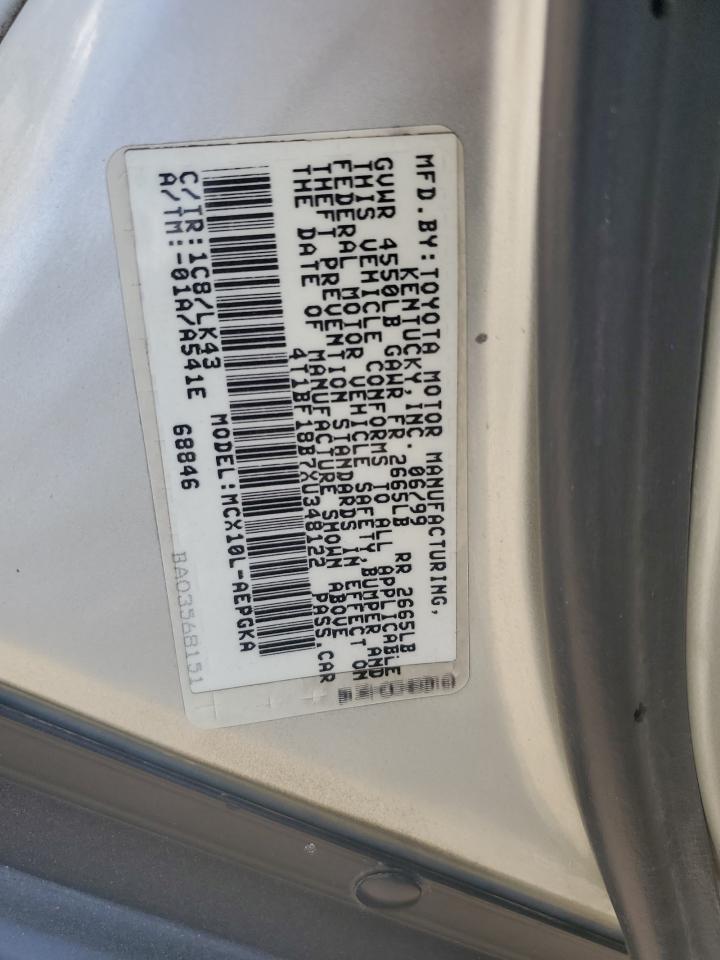 MFD.BY:TOYOTA MOTOR MANUFACTURING,
KENTUCKY,INC. 06/99
GVWR 4550LB GAWR FR 2665LB RR 2665LB
THIS VEHICLE CONFORMS TO ALL APPLICABLE
FEDERAL MOTOR VEHICLE SAFETY,BUMPER AND
THEFT PREVENTION STANDARDS IN EFFECT ON
THE DATE OF MANUFACTURE SHOWN ABOVE
4T1BF18B7XU348122 PASS.CAR
C/TR:1C8/LK43 MODEL:MCX10L-AEPGKA
A/TM:-01A/A541E 68846
BA03568151